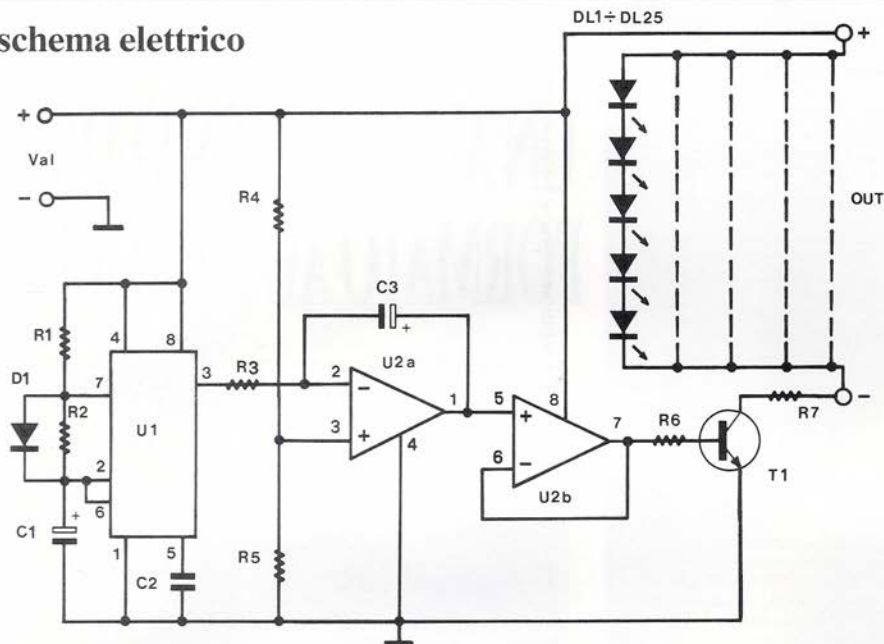 schema elettrico
DL1÷DL25
+
+
Val
-
R4
OUT
C3
+
R1
4
8
3
R3
2
-
U2a
1
5
+
8
7
R6
R7
-
D1
7
R2
U1
3
+
4
6
-
U2b
T1
2
6
+
C1
1
5
C2
R5